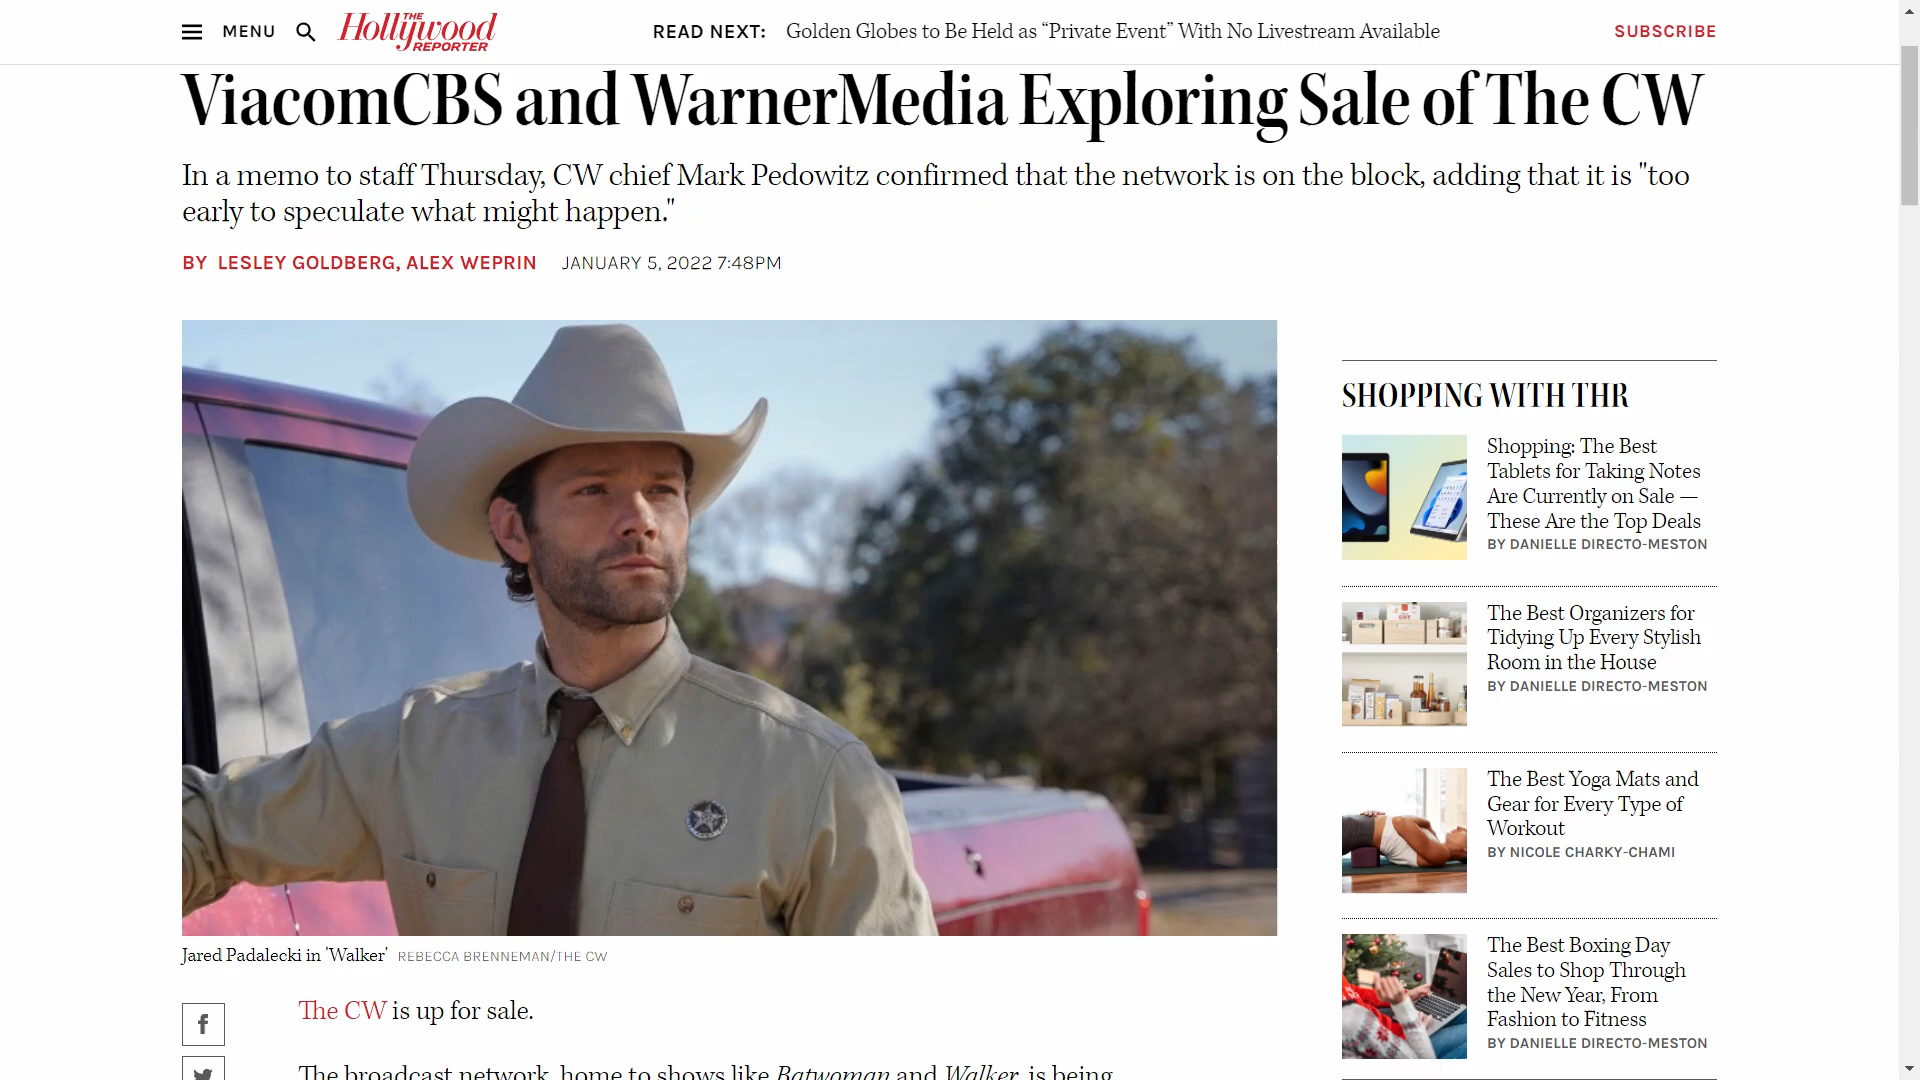 MENU
THE
Hollywood
REPORTER
READ NEXT: Golden Globes to Be Held as “Private Event” With No Livestream Available
SUBSCRIBE
ViacomCBS and WarnerMedia Exploring Sale of The CW
In a memo to staff Thursday, CW chief Mark Pedowitz confirmed that the network is on the block, adding that it is "too
early to speculate what might happen."
BY LESLEY GOLDBERG, ALEX WEPRIN JANUARY 5, 2022 7:48PM
Jared Padalecki in 'Walker' REBECCA BRENNEMAN/THE CW
The CW is up for sale.
The broadcast network, home to shows like Batwoman and Walker, is being
SHOPPING WITH THR
Shopping: The Best
Tablets for Taking Notes
Are Currently on Sale —
These Are the Top Deals
BY DANIELLE DIRECTO-MESTON
The Best Organizers for
Tidying Up Every Stylish
Room in the House
BY DANIELLE DIRECTO-MESTON
The Best Yoga Mats and
Gear for Every Type of
Workout
BY NICOLE CHARKY-CHAMI
The Best Boxing Day
Sales to Shop Through
the New Year, From
Fashion to Fitness
BY DANIELLE DIRECTO-MESTON